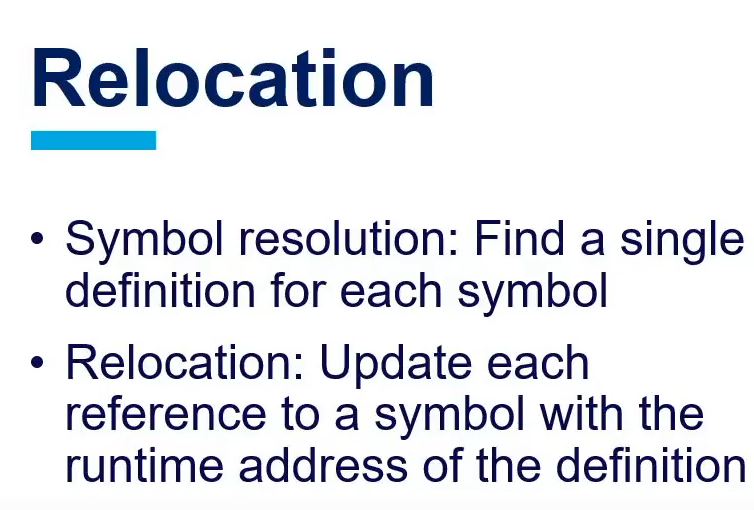 Relocation
• Symbol resolution: Find a single
definition for each symbol
• Relocation: Update each
reference to a symbol with the
runtime address of the definition